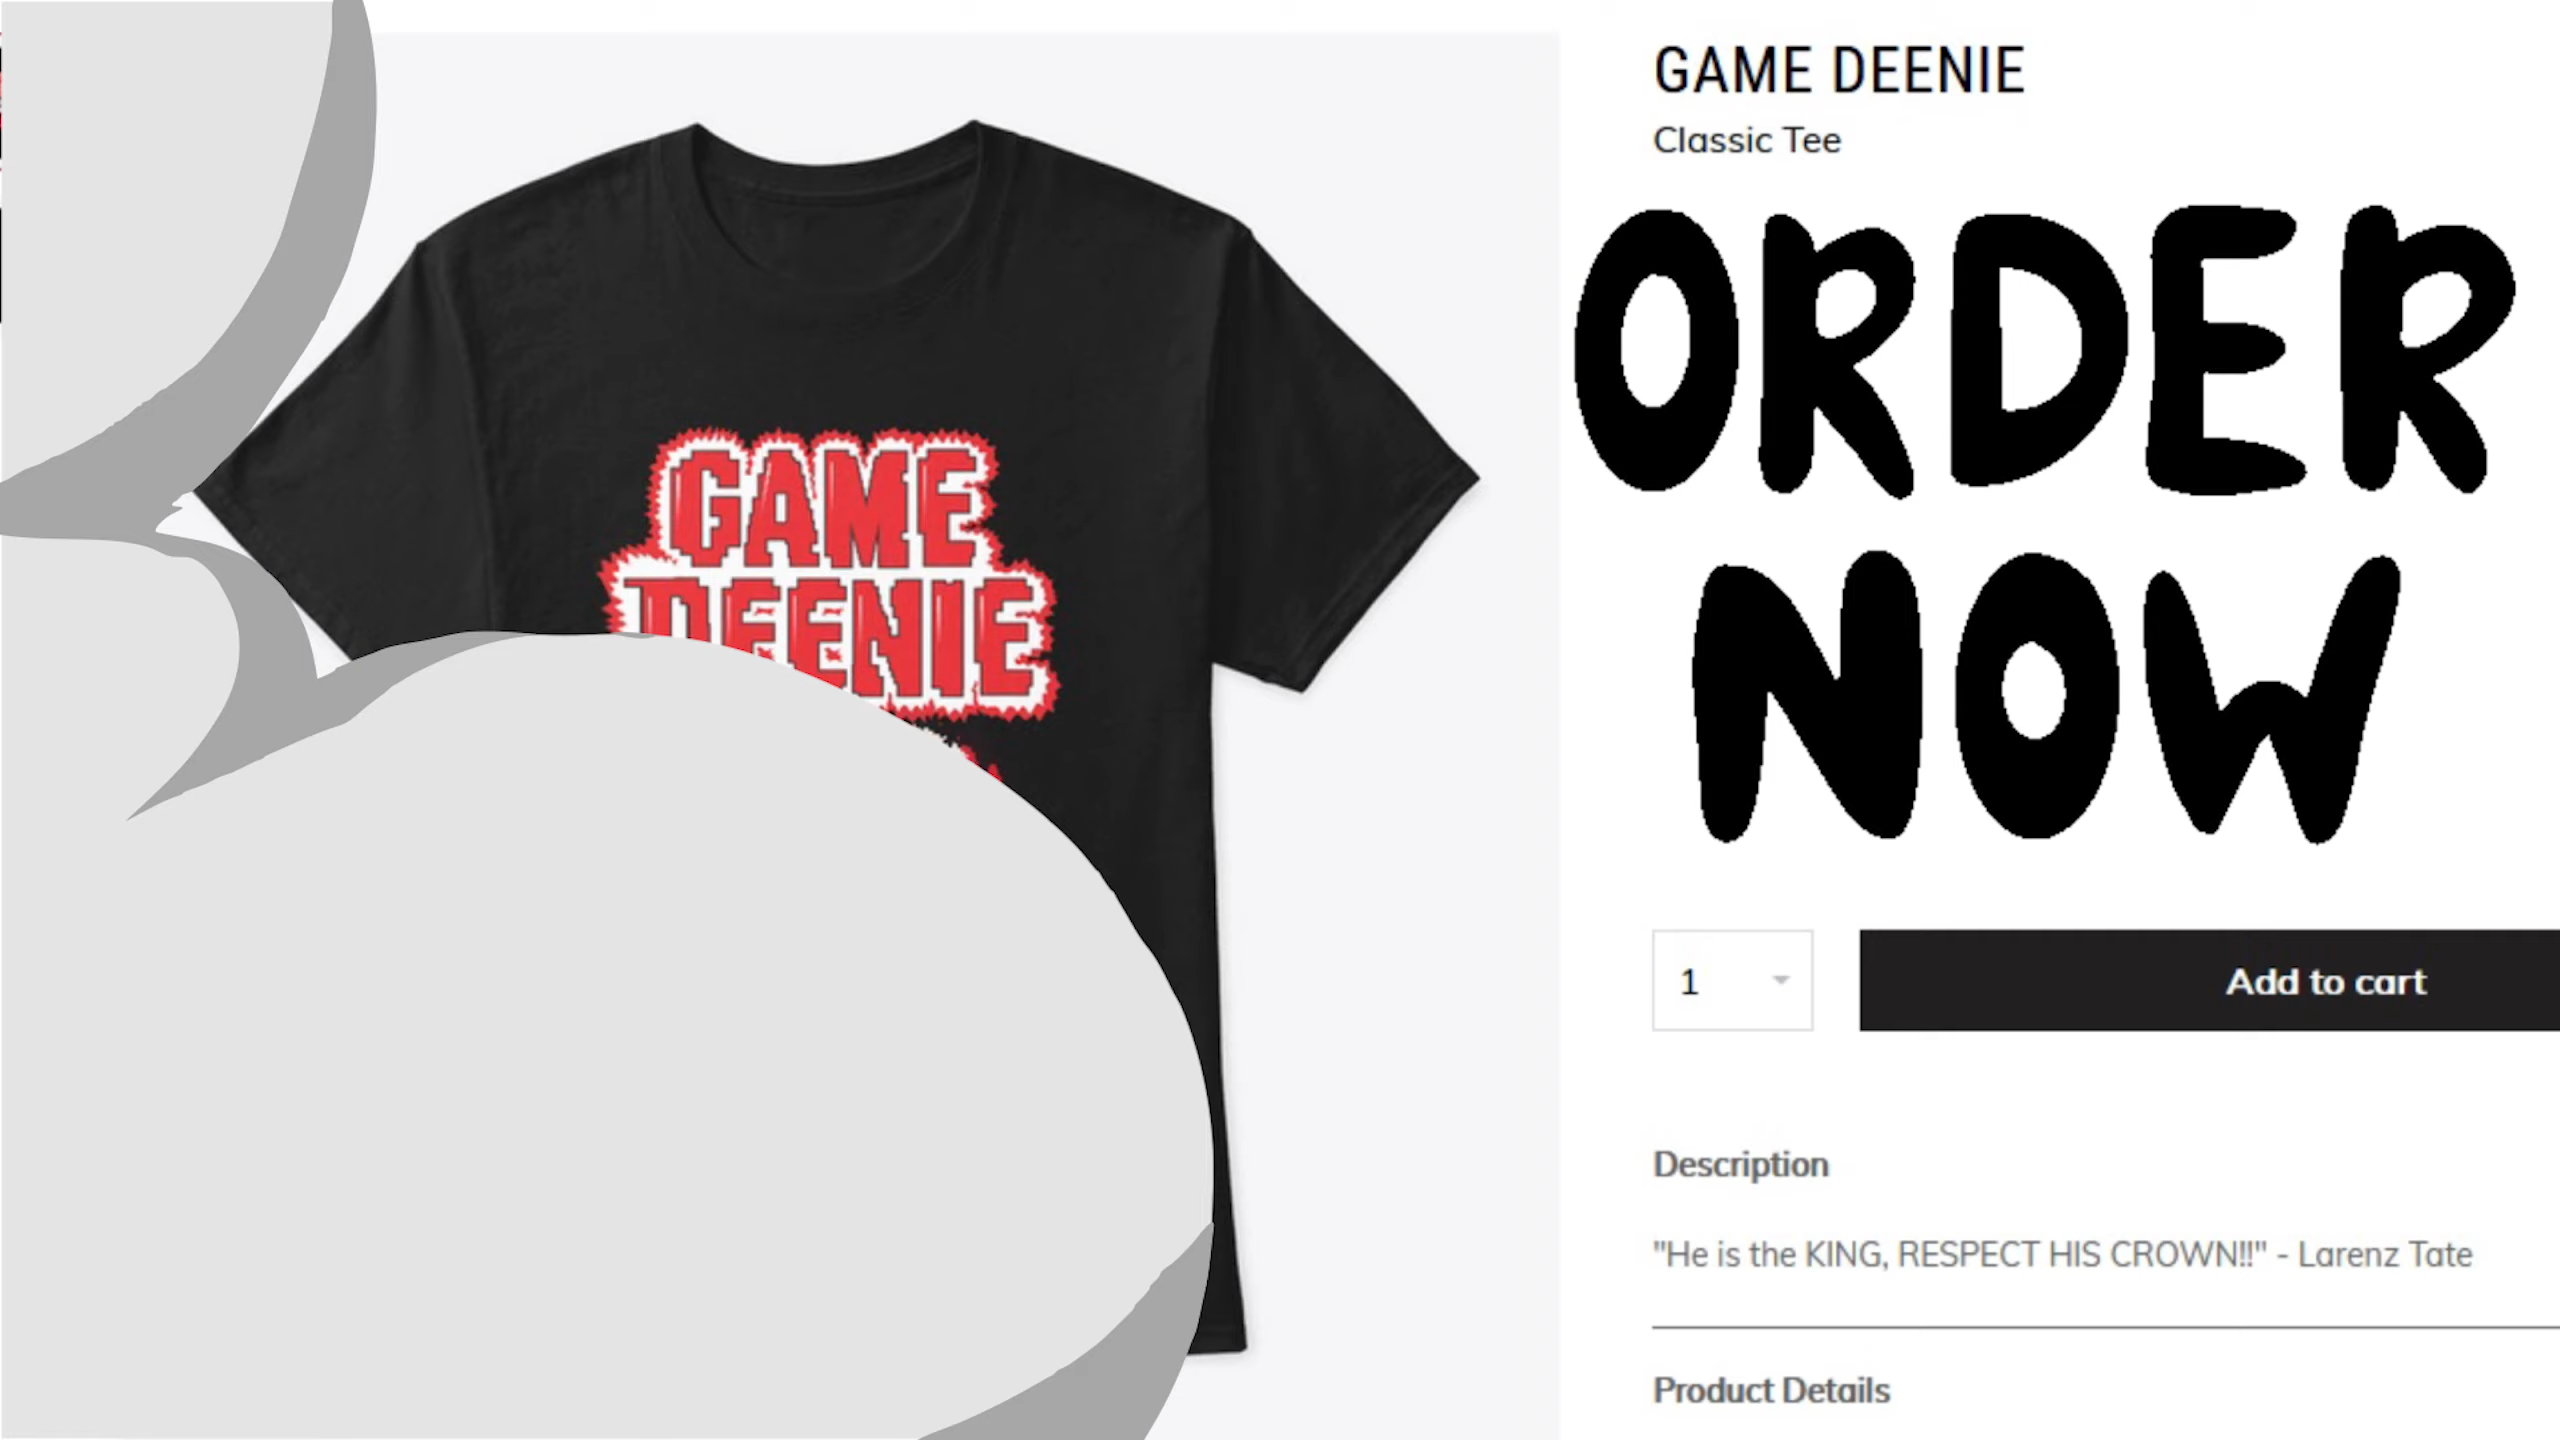 GAME DEENIE
Classic Tee
ORDER
NOW
GAME
DEENIE
1
Add to cart
Description
"He is the KING, RESPECT HIS CROWN!!" - Larenz Tate
Product Details